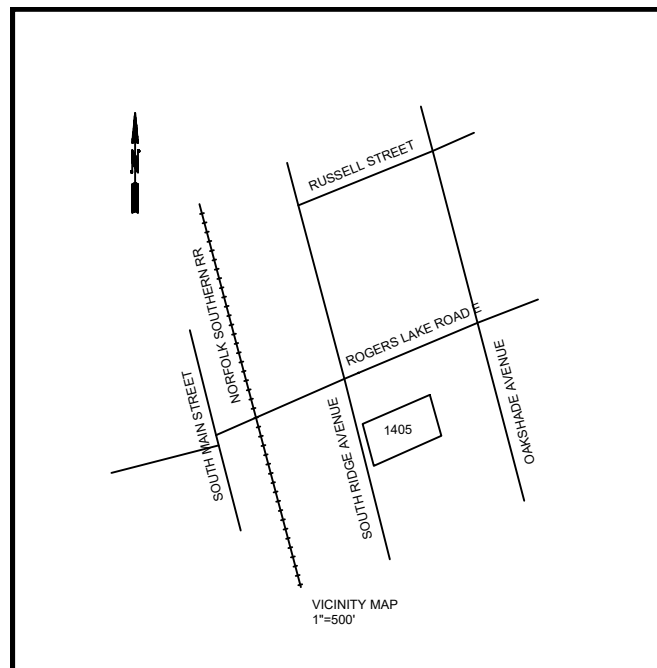 N
RUSSELL STREET
NORFOLK SOUTHERN RR
ROGERS LAKE ROAD E
SOUTH MAIN STREET
SOUTH RIDGE AVENUE
1405
OAKSHADE AVENUE
VICINITY MAP
1"=500'